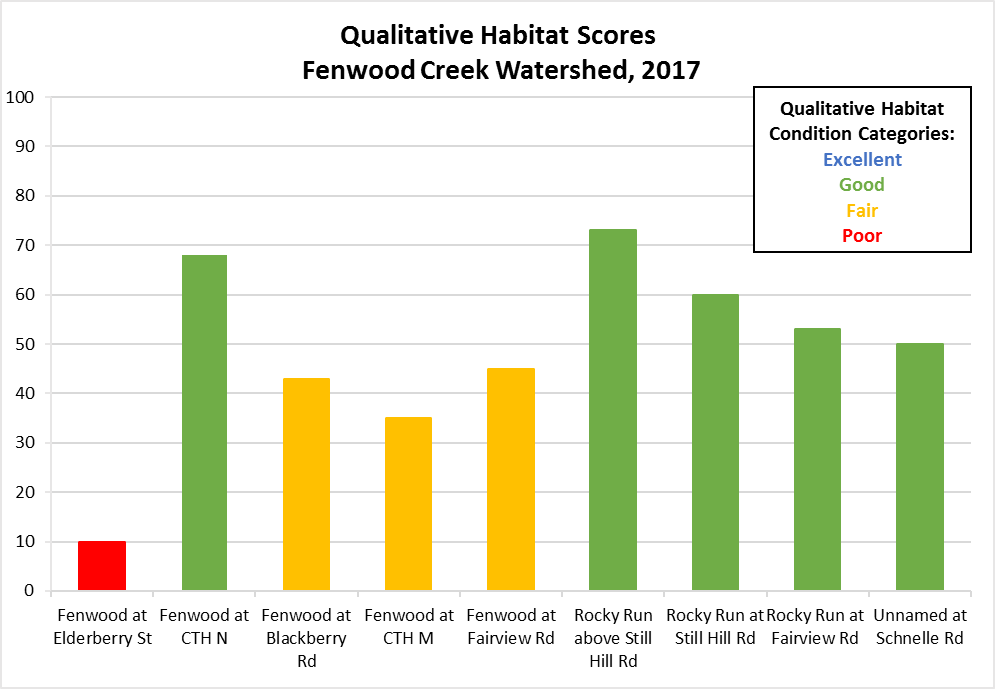 Qualitative Habitat Scores
Fenwood Creek Watershed, 2017
100
90
80
70
60
50
40
30
20
10
0
Qualitative Habitat
Condition Categories:
Excellent
Good
Fair
Poor
Fenwood at
Elderberry St
Fenwood at
CTH N
Fenwood at
Blackberry
Rd
Fenwood at
CTH M
Fenwood at
Fairview Rd
Rocky Run
above Still
Hill Rd
Rocky Run at
Still Hill Rd
Rocky Run at
Fairview Rd
Unnamed at
Schnelle Rd